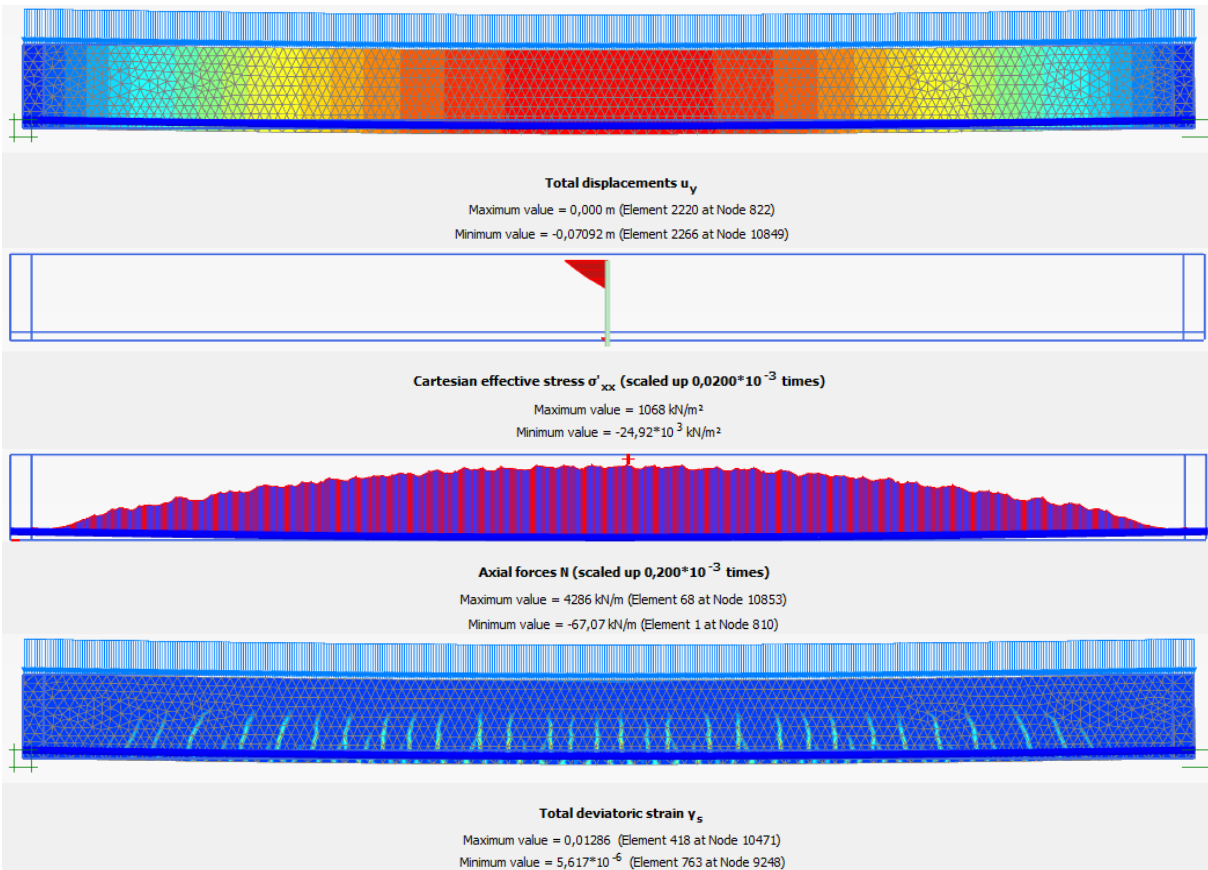 Total displacements u_y
Maximum value = 0,000 m (Element 2220 at Node 822)
Minimum value = -0,07092 m (Element 2266 at Node 10849)
Cartesian effective stress σ'_xx (scaled up 0,0200*10^-3 times)
Maximum value = 1068 kN/m²
Minimum value = -24,92*10^3 kN/m²
Axial forces N (scaled up 0,200*10^-3 times)
Maximum value = 4286 kN/m (Element 68 at Node 10853)
Minimum value = -67,07 kN/m (Element 1 at Node 810)
Total deviatoric strain γ_s
Maximum value = 0,01286 (Element 418 at Node 10471)
Minimum value = 5,617*10^-6 (Element 763 at Node 9248)